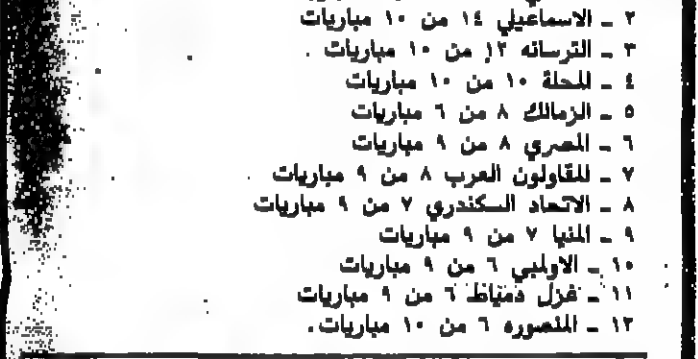 ٢ ـ الاسماعيلي ١٤ من ١٠ مباريات
٣ ـ الترسانه ١٢ من ١٠ مباريات .
٤ ـ المحلة ١٠ من ١٠ مباريات
٥ ـ الزمالك ٨ من ٦ مباريات
٦ ـ المصري ٨ من ٩ مباريات
٧ ـ المقاولون العرب ٨ من ٩ مباريات
٨ ـ الاتحاد السكندري ٧ من ٩ مباريات
٩ ـ المنيا ٧ من ٩ مباريات
١٠ ـ الاولمبي ٦ من ٩ مباريات
١١ ـ غزل دمياط ٦ من ٩ مباريات
١٢ ـ المنصوره ٦ من ١٠ مباريات .